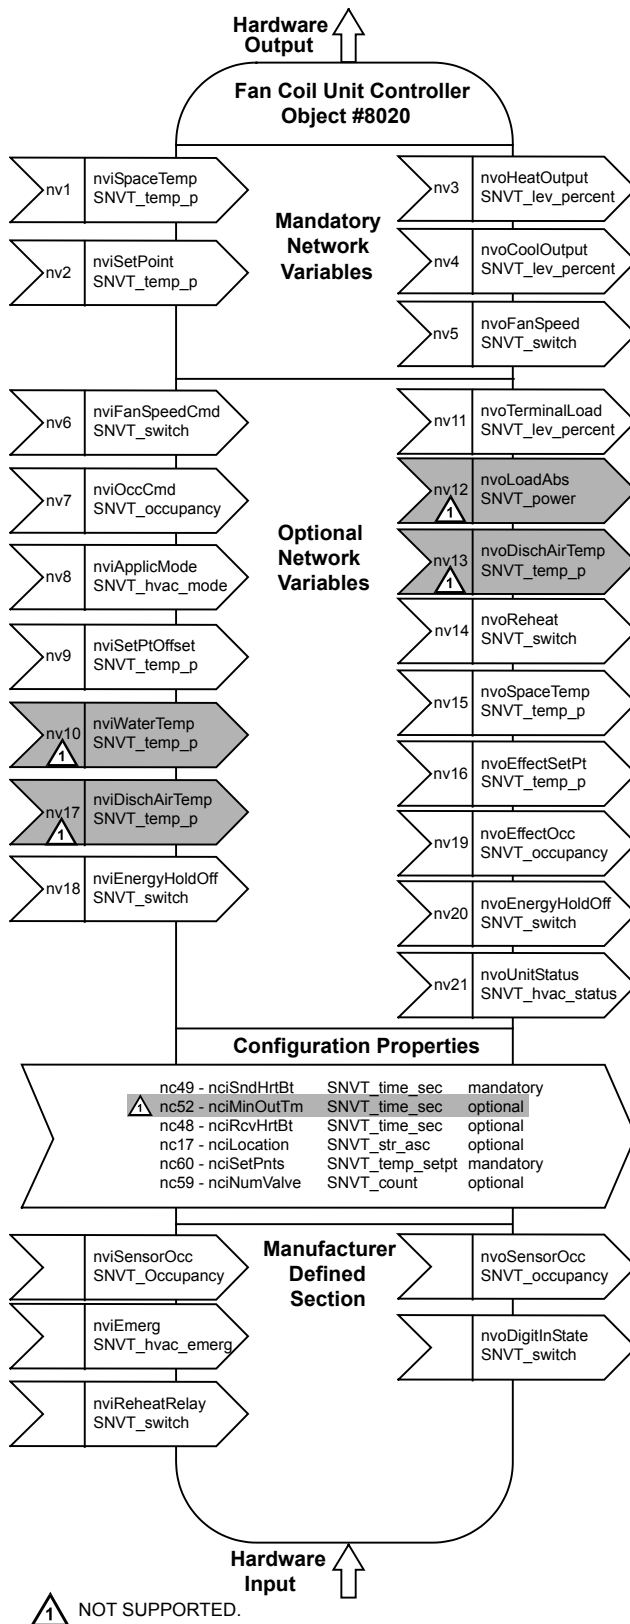 Hardware
Output
Fan Coil Unit Controller
Object #8020
Mandatory
Network
Variables
nv1
nviSpaceTemp
SNVT_temp_p
nv2
nviSetPoint
SNVT_temp_p
nv3
nvoHeatOutput
SNVT_lev_percent
nv4
nvoCoolOutput
SNVT_lev_percent
nv5
nvoFanSpeed
SNVT_switch
Optional
Network
Variables
nv6
nviFanSpeedCmd
SNVT_switch
nv7
nviOccCmd
SNVT_occupancy
nv8
nviApplicMode
SNVT_hvac_mode
nv9
nviSetPtOffset
SNVT_temp_p
nv10
1
nviWaterTemp
SNVT_temp_p
nv17
1
nviDischAirTemp
SNVT_temp_p
nv18
nviEnergyHoldOff
SNVT_switch
nv11
nvoTerminalLoad
SNVT_lev_percent
nv12
1
nvoLoadAbs
SNVT_power
nv13
1
nvoDischAirTemp
SNVT_temp_p
nv14
nvoReheat
SNVT_switch
nv15
nvoSpaceTemp
SNVT_temp_p
nv16
nvoEffectSetPt
SNVT_temp_p
nv19
nvoEffectOcc
SNVT_occupancy
nv20
nvoEnergyHoldOff
SNVT_switch
nv21
nvoUnitStatus
SNVT_hvac_status
Configuration Properties
nc49 - nciSndHrtBt SNVT_time_sec mandatory
1 nc52 - nciMinOutTm SNVT_time_sec optional
nc48 - nciRcvHrtBt SNVT_time_sec optional
nc17 - nciLocation SNVT_str_asc optional
nc60 - nciSetPnts SNVT_temp_setpt mandatory
nc59 - nciNumValve SNVT_count optional
Manufacturer
Defined
Section
nviSensorOcc
SNVT_Occupancy
nviEmerg
SNVT_hvac_emerg
nviReheatRelay
SNVT_switch
nvoSensorOcc
SNVT_occupancy
nvoDigitInState
SNVT_switch
Hardware
Input
1 NOT SUPPORTED.